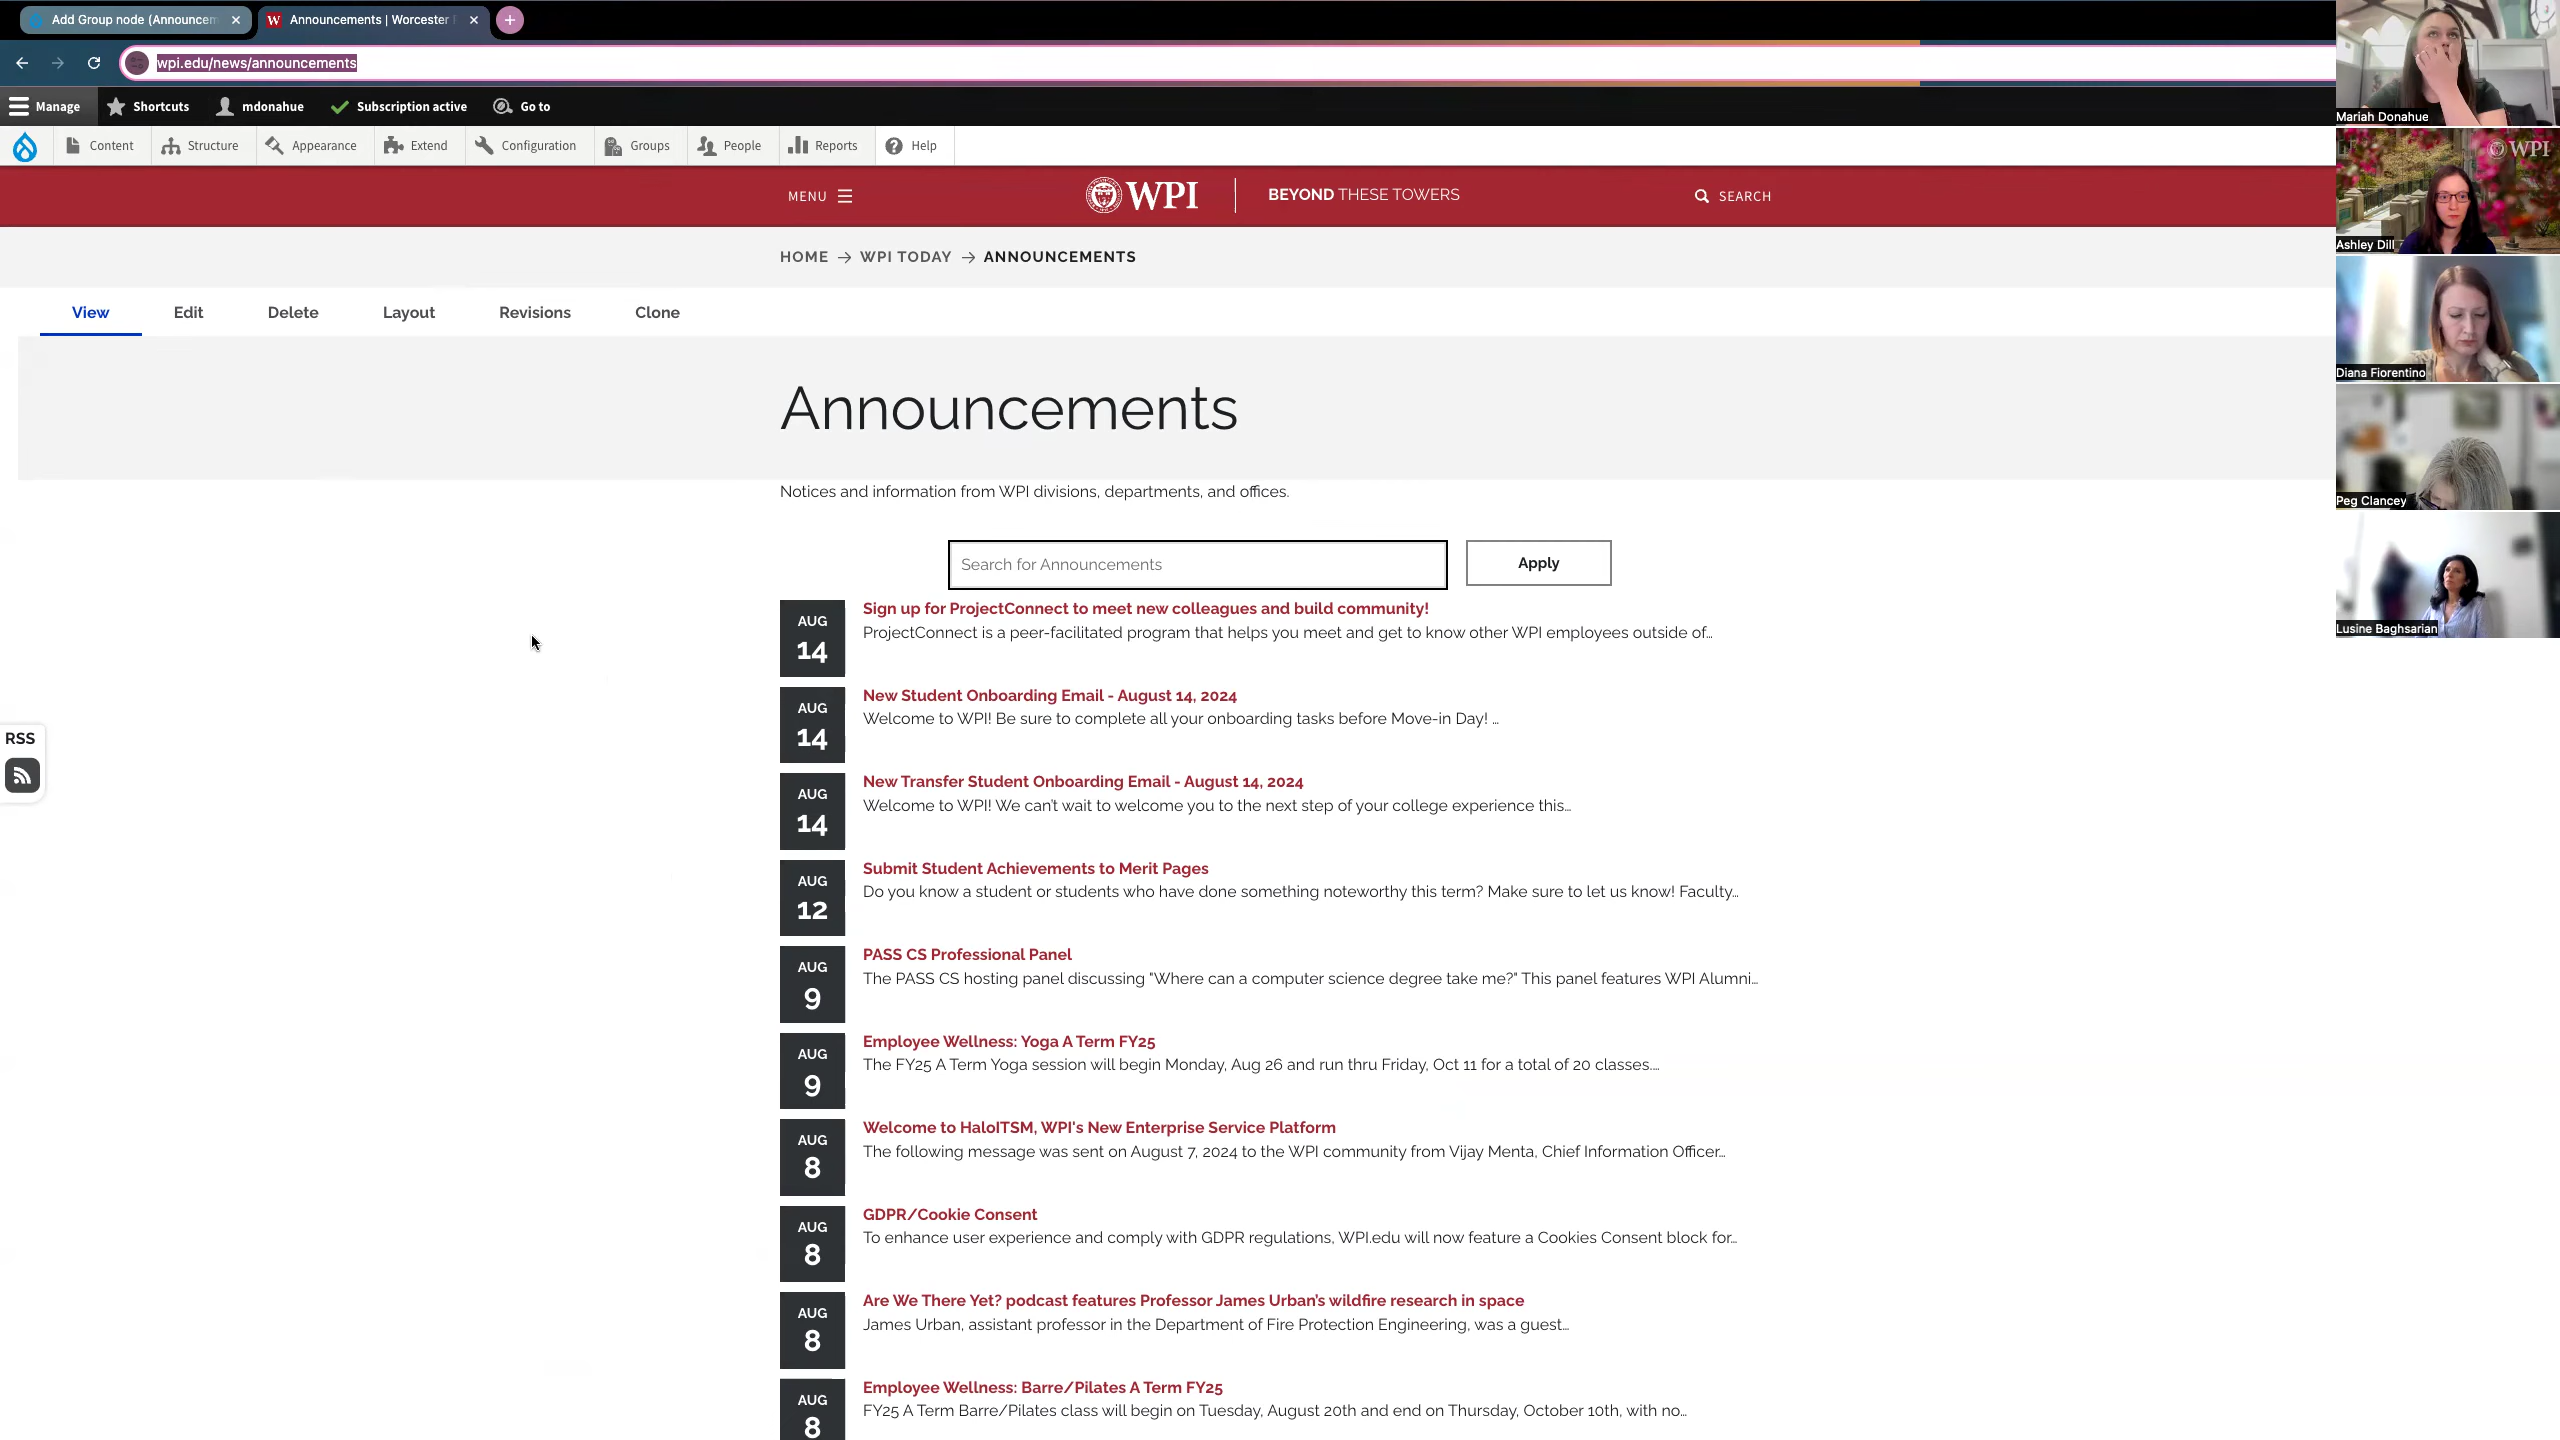 Add Group node (Announcem
Announcements | Worcester
wpi.edu/news/announcements
Manage
Shortcuts
mdonahue
Subscription active
Go to
Content
Structure
Appearance
Extend
Configuration
Groups
People
Reports
Help
MENU
WPI
BEYOND THESE TOWERS
SEARCH
HOME → WPI TODAY → ANNOUNCEMENTS
View
Edit
Delete
Layout
Revisions
Clone
Announcements
Notices and information from WPI divisions, departments, and offices.
Search for Announcements
Apply
AUG
14
Sign up for ProjectConnect to meet new colleagues and build community!
ProjectConnect is a peer-facilitated program that helps you meet and get to know other WPI employees outside of…
AUG
14
New Student Onboarding Email - August 14, 2024
Welcome to WPI! Be sure to complete all your onboarding tasks before Move-in Day! …
AUG
14
New Transfer Student Onboarding Email - August 14, 2024
Welcome to WPI! We can’t wait to welcome you to the next step of your college experience this…
AUG
12
Submit Student Achievements to Merit Pages
Do you know a student or students who have done something noteworthy this term? Make sure to let us know! Faculty…
AUG
9
PASS CS Professional Panel
The PASS CS hosting panel discussing "Where can a computer science degree take me?" This panel features WPI Alumni…
AUG
9
Employee Wellness: Yoga A Term FY25
The FY25 A Term Yoga session will begin Monday, Aug 26 and run thru Friday, Oct 11 for a total of 20 classes.…
AUG
8
Welcome to HaloITSM, WPI's New Enterprise Service Platform
The following message was sent on August 7, 2024 to the WPI community from Vijay Menta, Chief Information Officer…
AUG
8
GDPR/Cookie Consent
To enhance user experience and comply with GDPR regulations, WPI.edu will now feature a Cookies Consent block for…
AUG
8
Are We There Yet? podcast features Professor James Urban’s wildfire research in space
James Urban, assistant professor in the Department of Fire Protection Engineering, was a guest…
AUG
8
Employee Wellness: Barre/Pilates A Term FY25
FY25 A Term Barre/Pilates class will begin on Tuesday, August 20th and end on Thursday, October 10th, with no…
RSS
Mariah Donahue
WPI
Ashley Dill
Diana Fiorentino
Peg Clancey
Lusine Baghsarian